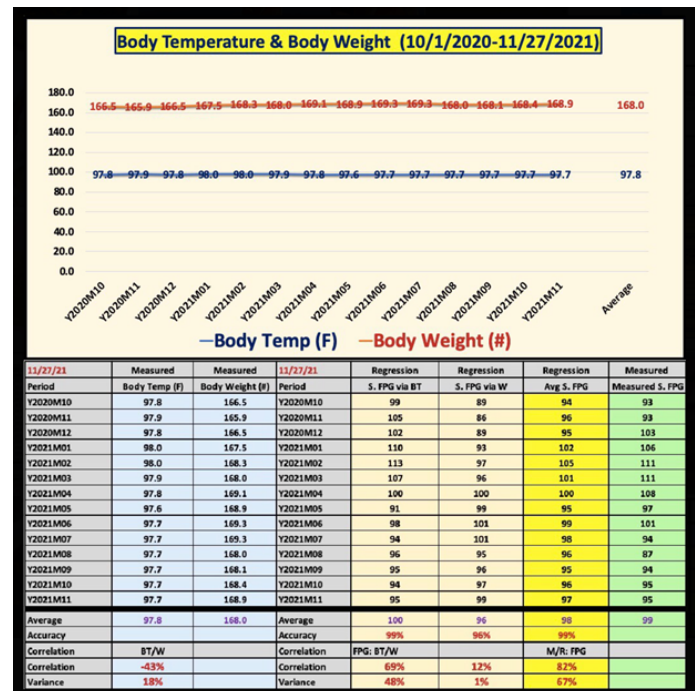 Body Temperature & Body Weight (10/1/2020-11/27/2021)
180.0
166.5 165.9 166.5 167.5 168.3 168.0 169.1 168.9 169.3 169.3 168.0 168.1 168.4 168.9 168.0
160.0
140.0
120.0
100.0
97.8 97.9 97.8 98.0 98.0 97.9 97.8 97.6 97.7 97.7 97.7 97.7 97.7 97.7 97.8
80.0
60.0
40.0
20.0
0.0
Y2020M10 Y2020M11 Y2020M12 Y2021M01 Y2021M02 Y2021M03 Y2021M04 Y2021M05 Y2021M06 Y2021M07 Y2021M08 Y2021M09 Y2021M10 Y2021M11 Average
Body Temp (F) Body Weight (#)
11/27/21 Measured Measured 11/27/21 Regression Regression Regression Measured
Period Body Temp (F) Body Weight (#) Period S. FPG via BT S. FPG via W Avg S. FPG Measured S. FPG
Y2020M10 97.8 166.5 Y2020M10 99 89 94 93
Y2020M11 97.9 165.9 Y2020M11 105 86 96 93
Y2020M12 97.8 166.5 Y2020M12 102 89 95 103
Y2021M01 98.0 167.5 Y2021M01 110 93 102 106
Y2021M02 98.0 168.3 Y2021M02 113 97 105 111
Y2021M03 97.9 168.0 Y2021M03 107 96 101 111
Y2021M04 97.8 169.1 Y2021M04 100 100 100 108
Y2021M05 97.6 168.9 Y2021M05 91 99 95 97
Y2021M06 97.7 169.3 Y2021M06 98 101 99 101
Y2021M07 97.7 169.3 Y2021M07 94 101 98 94
Y2021M08 97.7 168.0 Y2021M08 96 95 96 87
Y2021M09 97.7 168.1 Y2021M09 95 96 95 94
Y2021M10 97.7 168.4 Y2021M10 94 97 96 95
Y2021M11 97.7 168.9 Y2021M11 95 99 97 95
Average 97.8 168.0 Average 100 96 98 99
Accuracy Accuracy 99% 96% 99%
Correlation BT/W Correlation FPG: BT/W M/R: FPG
Correlation -43% Correlation 69% 12% 82%
Variance 18% Variance 48% 1% 67%